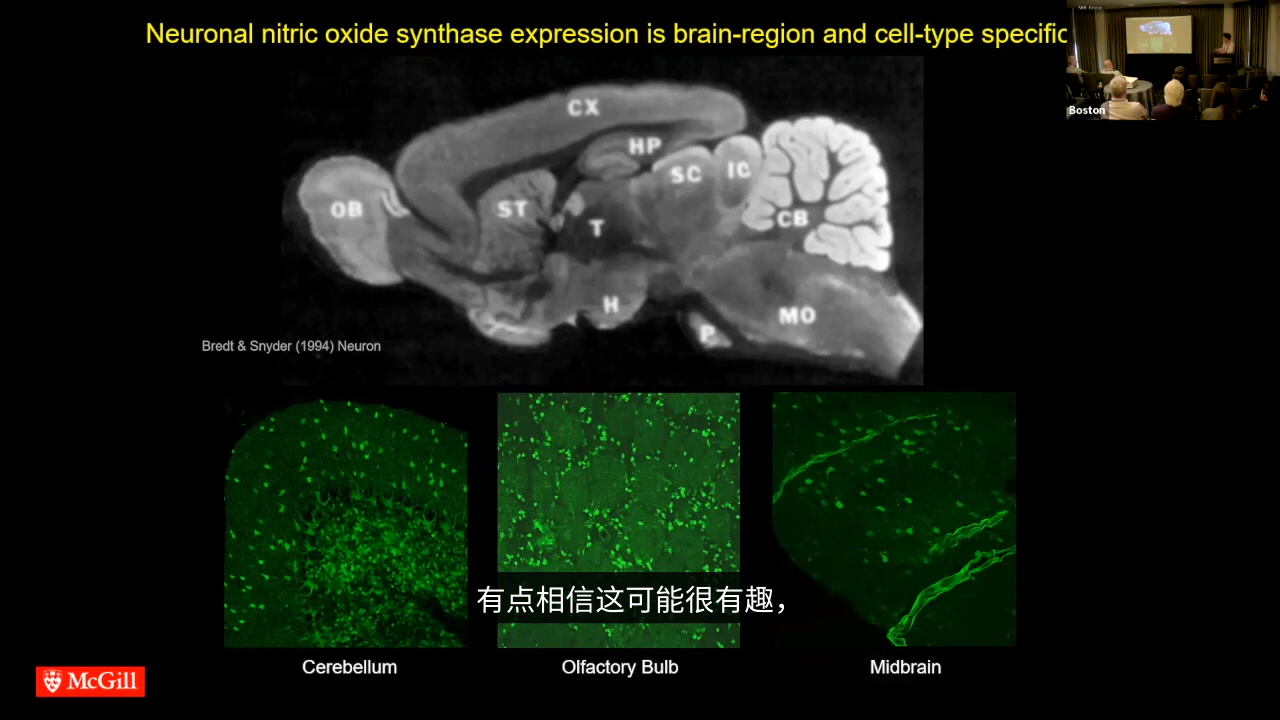 Neuronal nitric oxide synthase expression is brain-region and cell-type specific
Boston
CX
HP
SC
IC
OB
ST
T
CB
H
MO
P
Bredt & Snyder (1994) Neuron
有点相信这可能很有趣，
Cerebellum
Olfactory Bulb
Midbrain
McGill